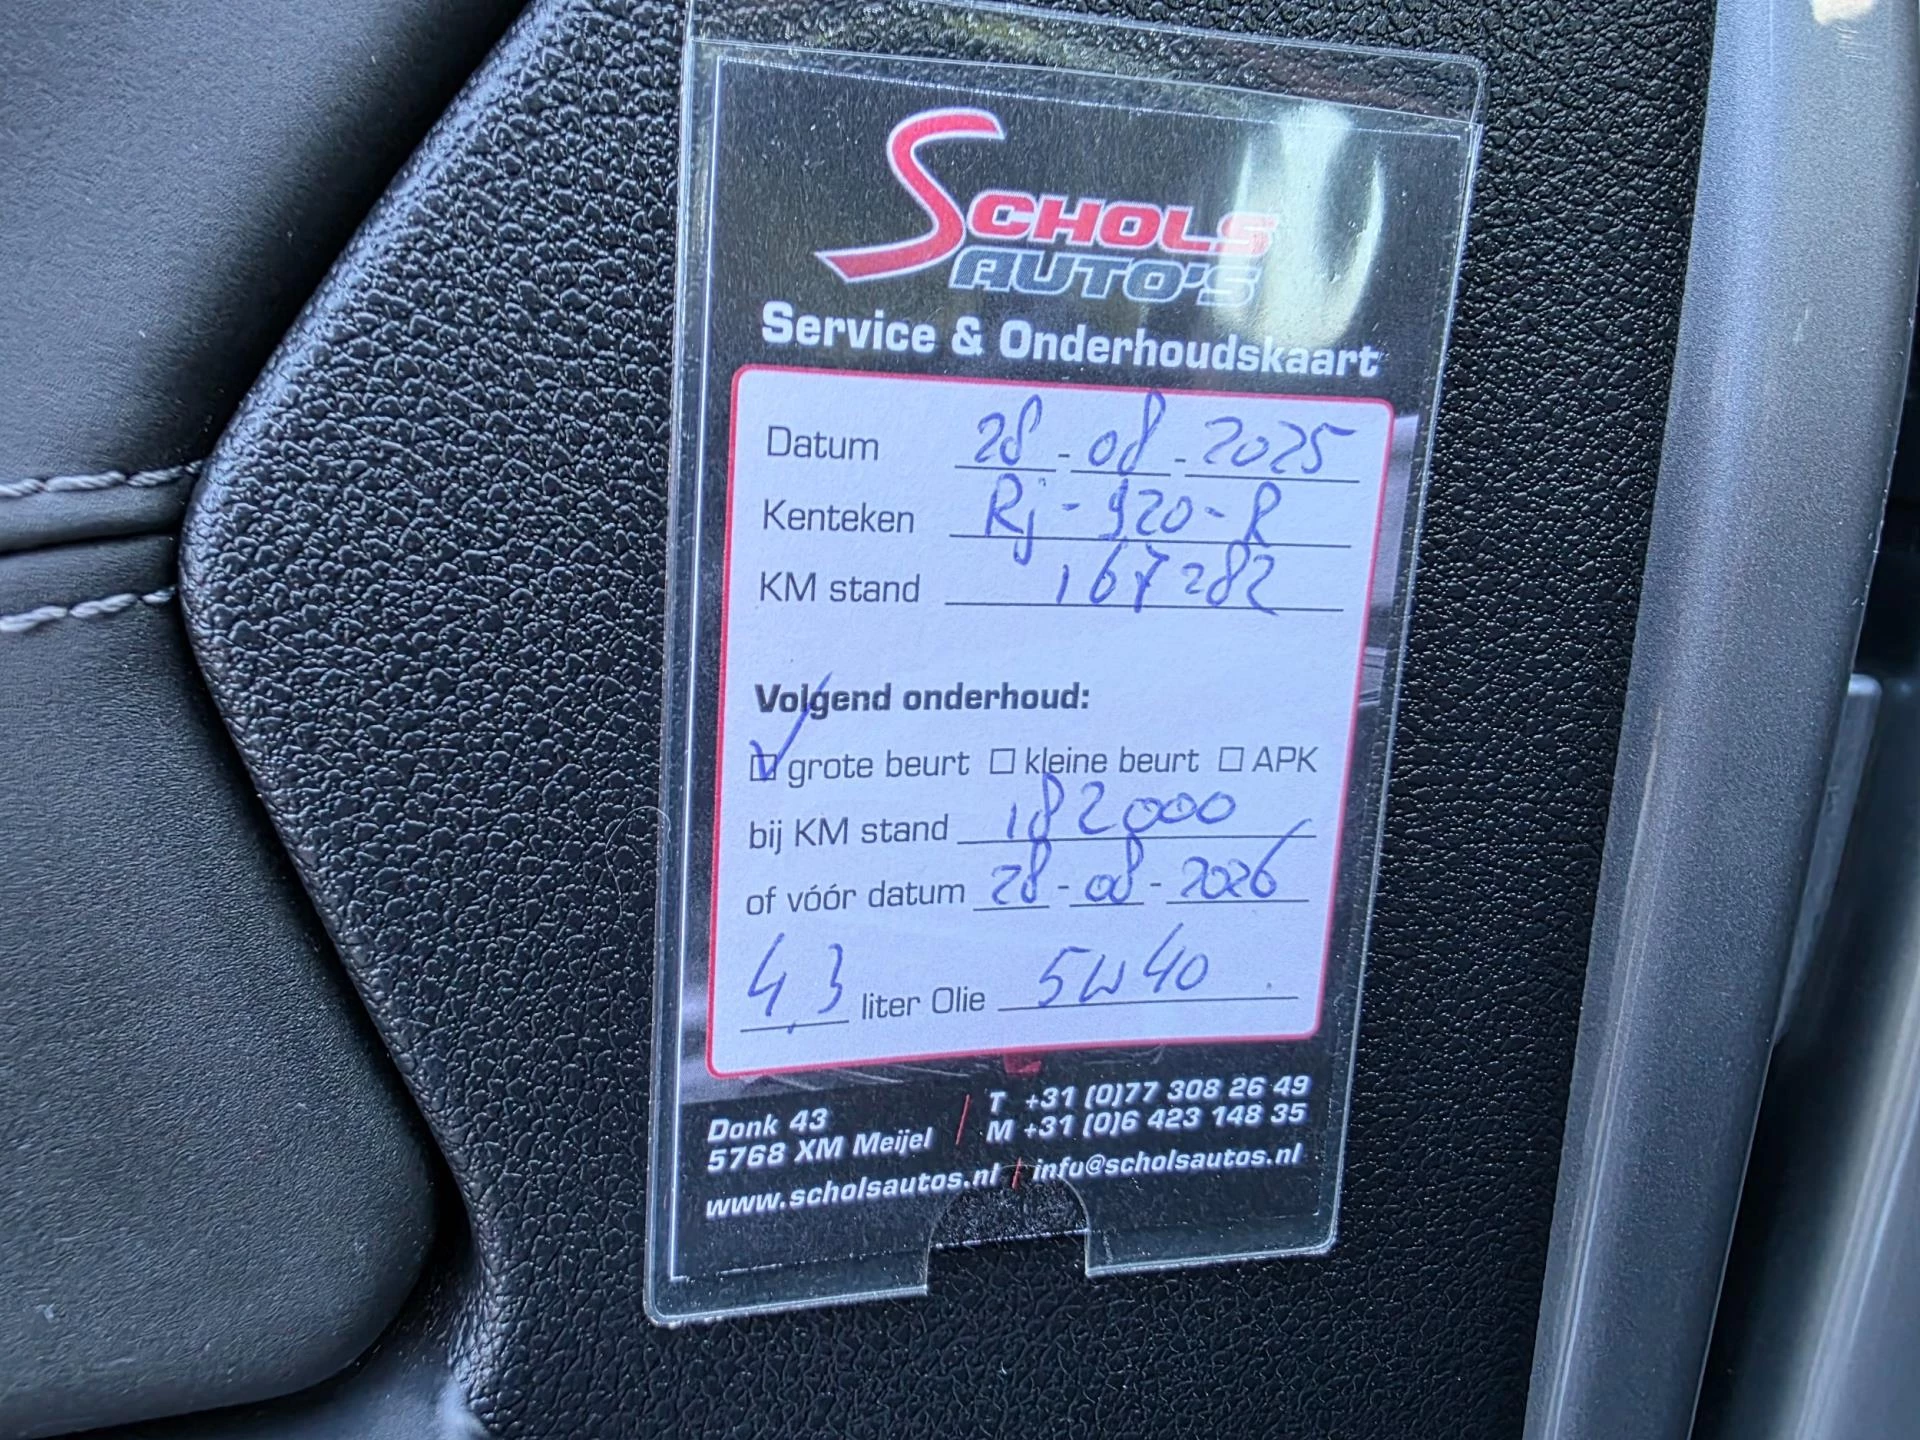 SCHOLS
AUTO'S
Service & Onderhoudskaart
Datum 28-08-2025
Kenteken Rj-920-R
KM stand 167282
Volgend onderhoud:
☑ grote beurt ☐ kleine beurt ☐ APK
bij KM stand 182000
of vóór datum 28-08-2026
4,3 liter Olie 5W40
Donk 43 / T +31 (0)77 308 26 49
5768 XM Meijel / M +31 (0)6 423 148 35
www.scholsautos.nl / info@scholsautos.nl